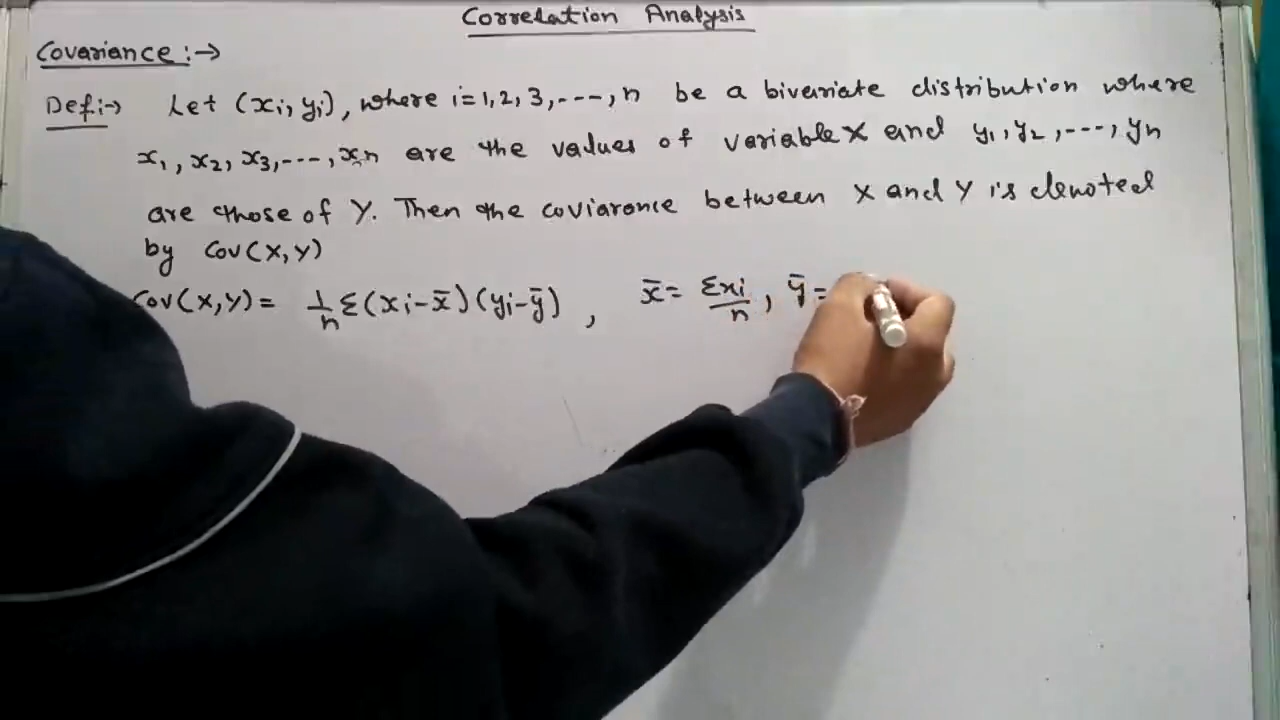 Correlation Analysis
Covariance :→
Def:→ Let (xi, yi), where i=1,2,3,----,n be a bivariate distribution where
x1, x2, x3,----, xn are the values of variable X and y1, y2,----, yn
are those of Y. Then the coviarance between X and Y is denoted
by Cov(X,Y)
Cov(X,Y) = 1/n Σ(xi-x̄)(yi-ȳ), x̄ = Σxi/n, ȳ =